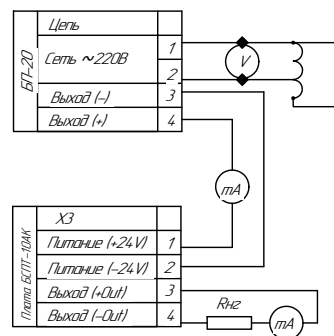 БП-20
Цепь
Сеть ~220В
1
2
Выход (-)
3
Выход (+)
4
V
mA
Плата БСПТ-10АК
X3
Питание (+24V)
1
Питание (-24V)
2
Выход (+Out)
3
Выход (-Out)
4
Rнг
mA